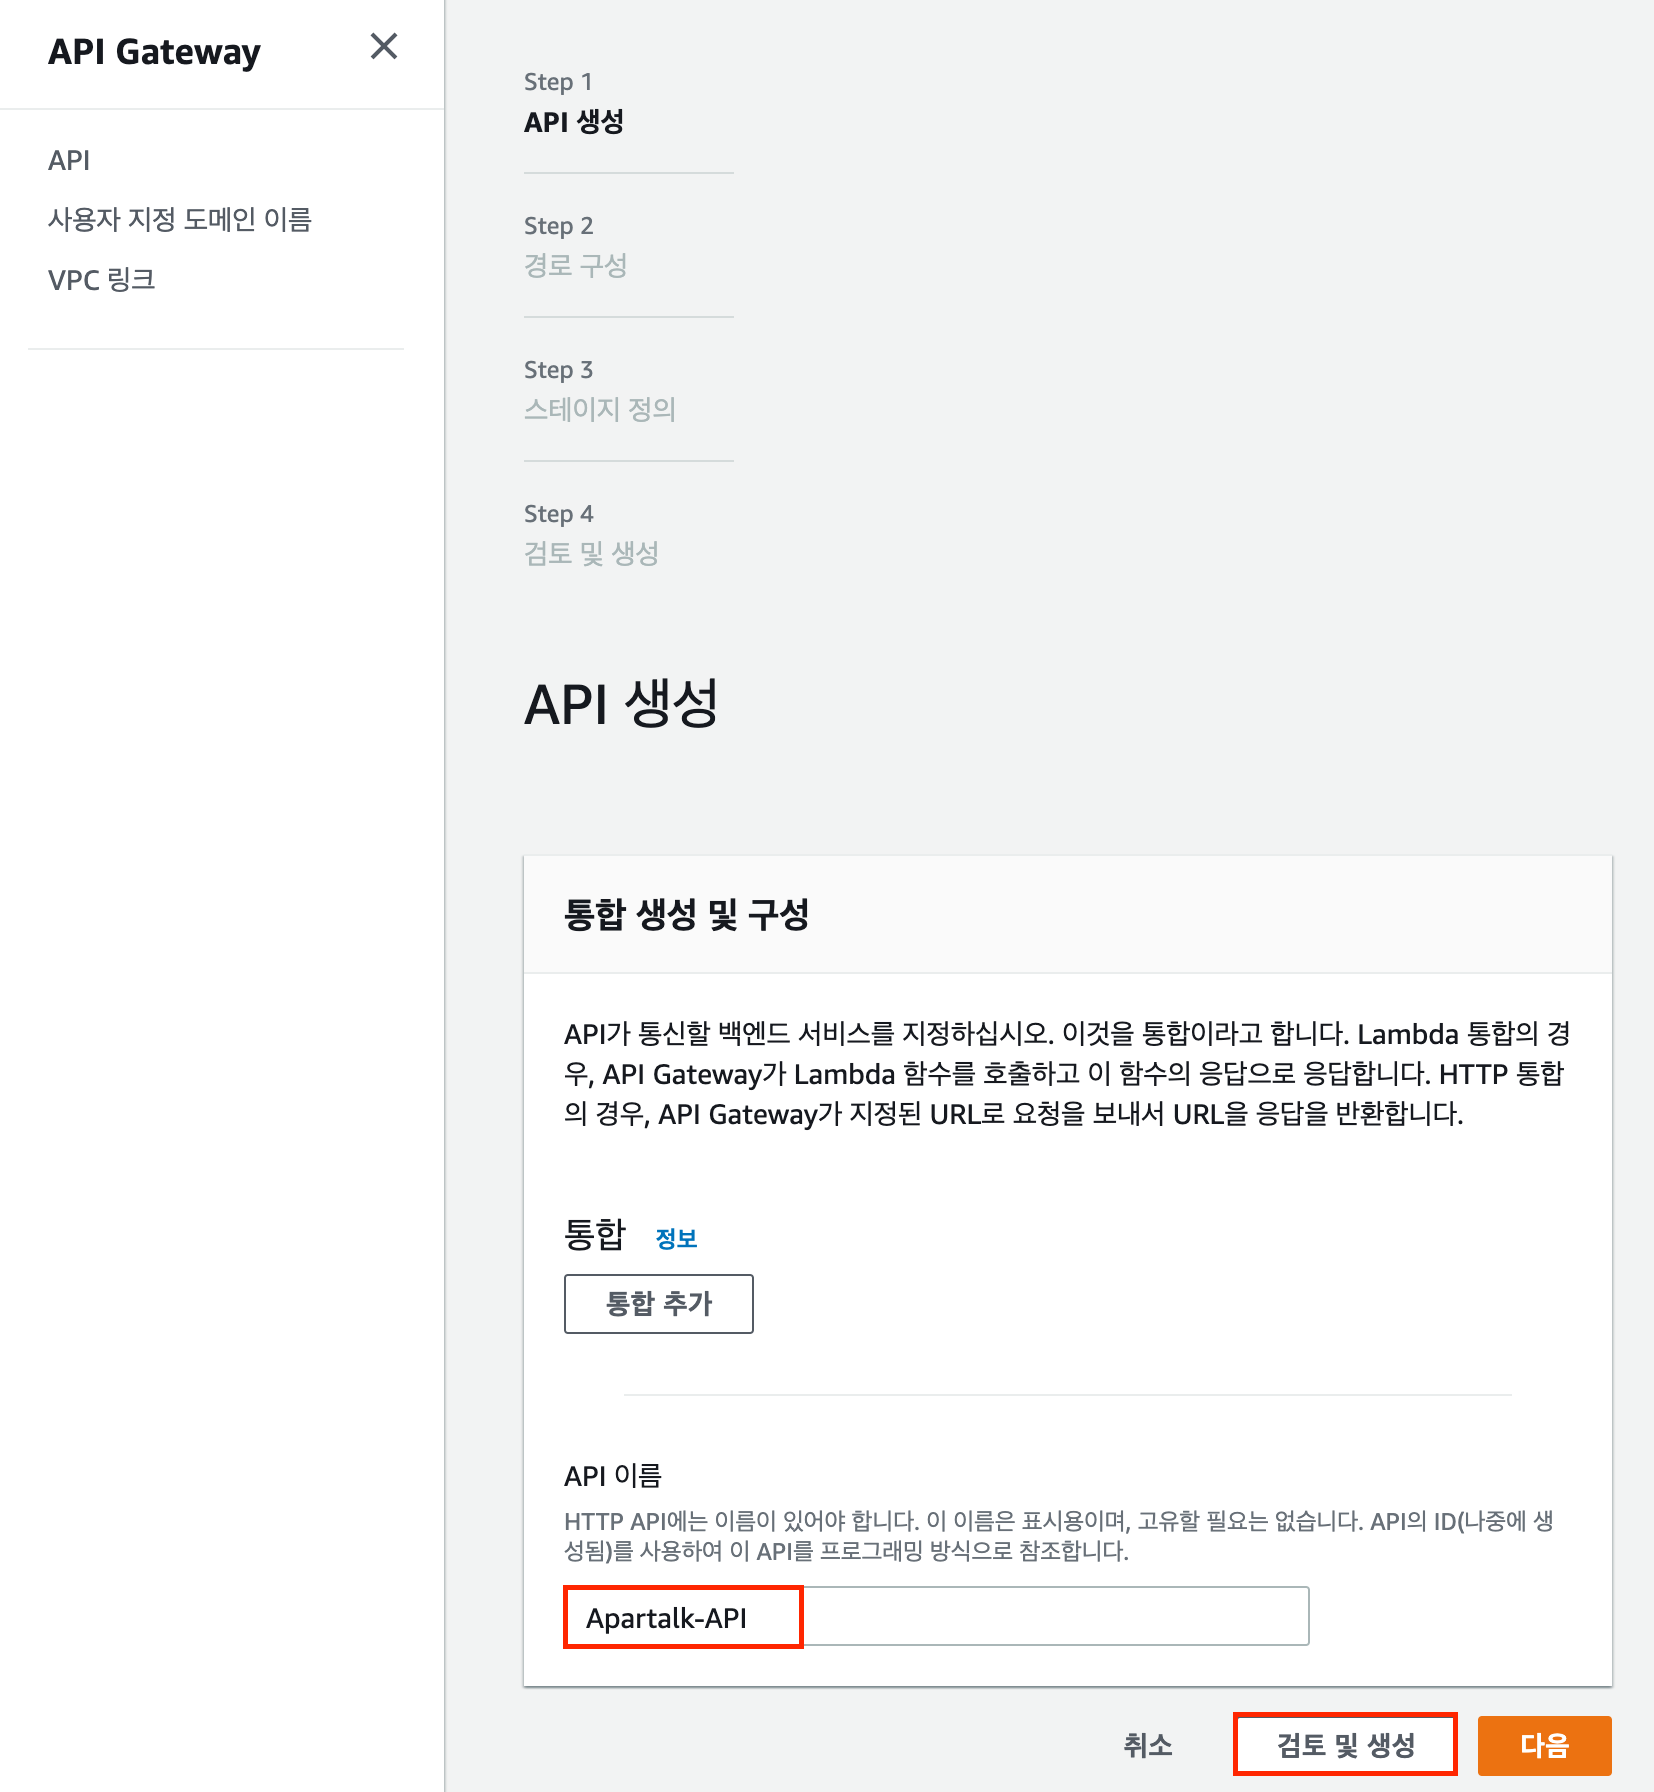 API Gateway
API
사용자 지정 도메인 이름
VPC 링크
Step 1
API 생성
Step 2
경로 구성
Step 3
스테이지 정의
Step 4
검토 및 생성
API 생성
통합 생성 및 구성
API가 통신할 백엔드 서비스를 지정하십시오. 이것을 통합이라고 합니다. Lambda 통합의 경
우, API Gateway가 Lambda 함수를 호출하고 이 함수의 응답으로 응답합니다. HTTP 통합
의 경우, API Gateway가 지정된 URL로 요청을 보내서 URL을 응답을 반환합니다.
통합 정보
통합 추가
API 이름
HTTP API에는 이름이 있어야 합니다. 이 이름은 표시용이며, 고유할 필요는 없습니다. API의 ID(나중에 생
성됨)를 사용하여 이 API를 프로그래밍 방식으로 참조합니다.
Apartalk-API
취소 검토 및 생성 다음